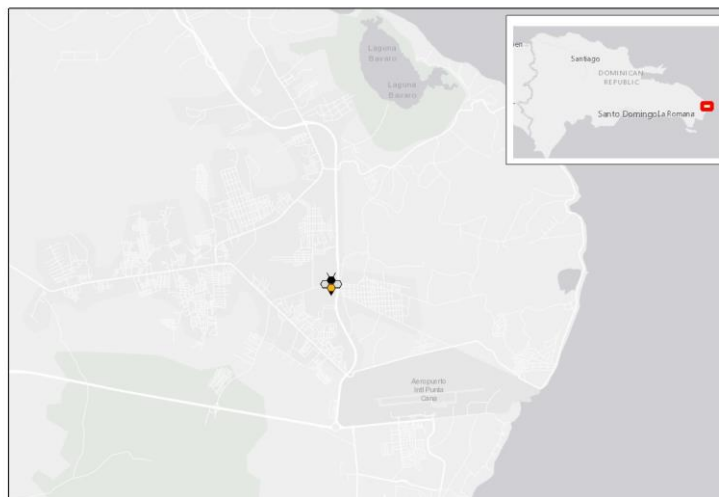 Laguna
Bavaro
Laguna
Bavaro
Santiago
DOMINICAN
REPUBLIC
Santo Domingo
La Romana
Aeropuerto
Intl Punta
Cana